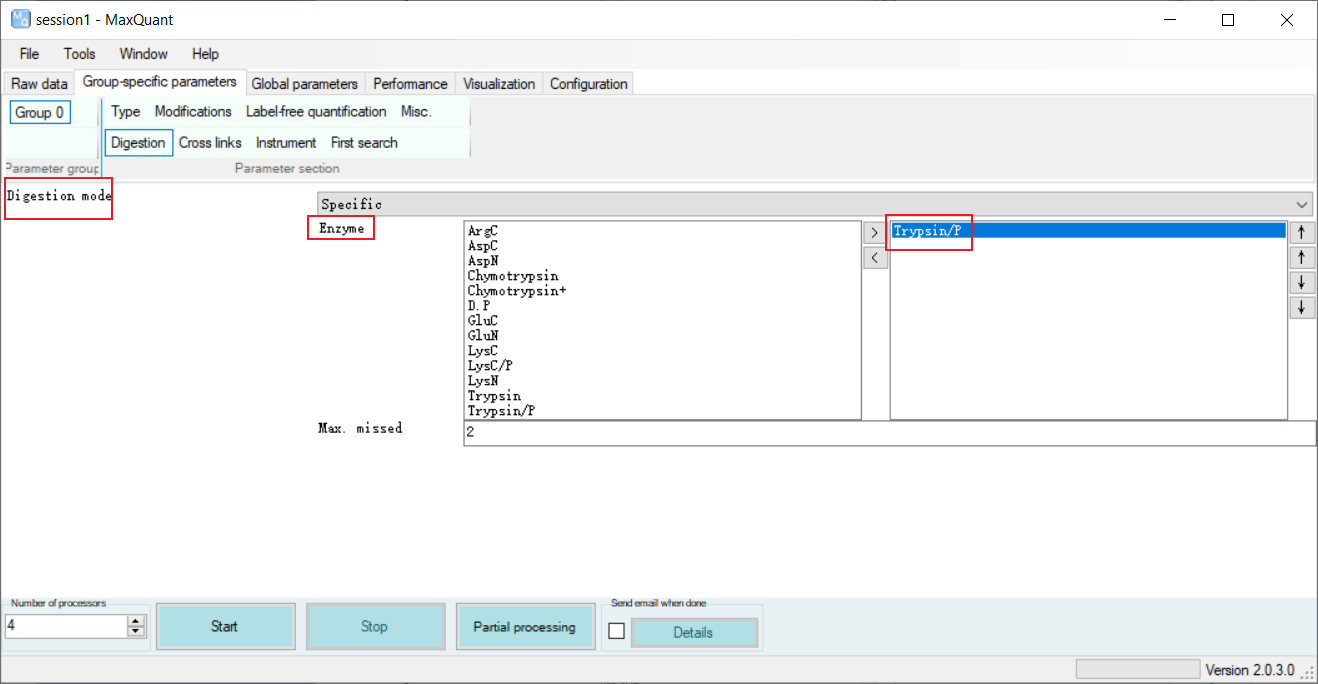 session1 - MaxQuant
File Tools Window Help
Raw data Group-specific parameters Global parameters Performance Visualization Configuration
Group 0 Type Modifications Label-free quantification Misc.
Digestion Cross links Instrument First search
Parameter group Parameter section
Digestion mode
Specific
Enzyme
ArgC
AspC
AspN
Chymotrypsin
Chymotrypsin+
D.P
GluC
GluN
LysC
LysC/P
LysN
Trypsin
Trypsin/P
>
<
Trypsin/P
↑
↑
↓
↓
Max. missed 2
Number of processors
4
Start Stop Partial processing
Send email when done
Details
Version 2.0.3.0